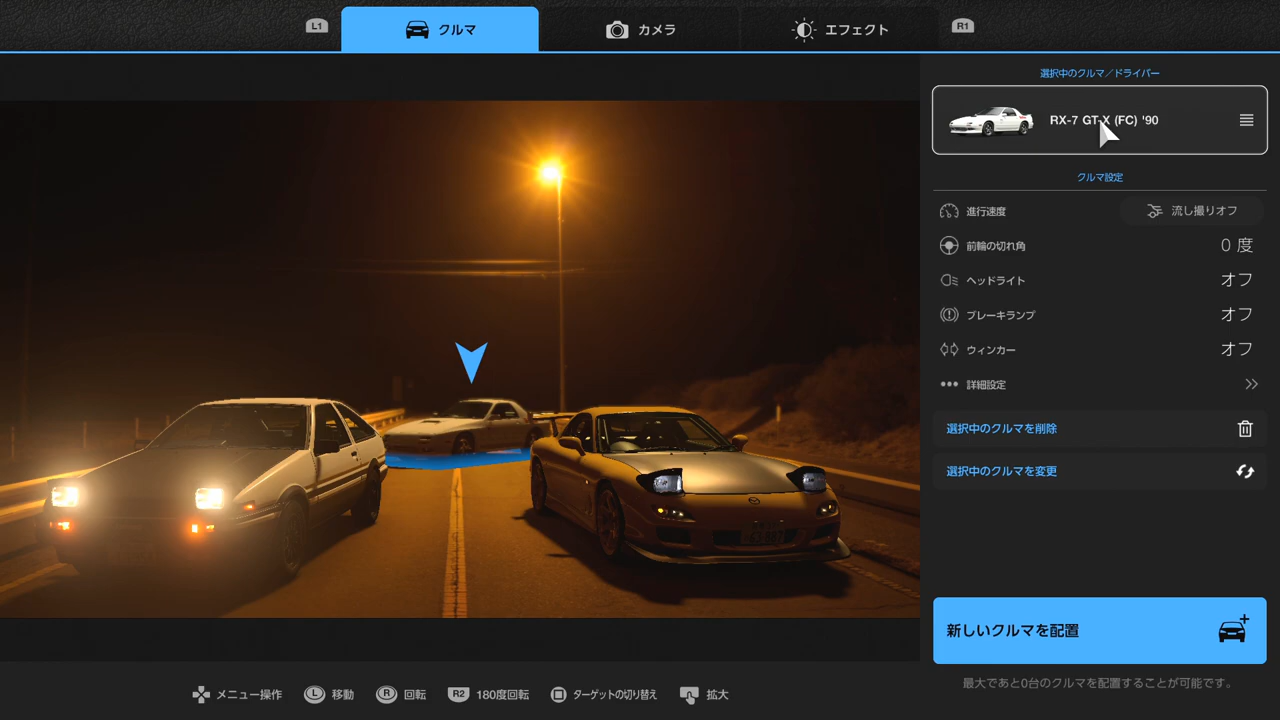 L1
クルマ
カメラ
エフェクト
R1
選択中のクルマ／ドライバー
RX-7 GT-X (FC) '90
クルマ設定
進行速度
流し撮りオフ
前輪の切れ角
0 度
ヘッドライト
オフ
ブレーキランプ
オフ
ウィンカー
オフ
詳細設定
選択中のクルマを削除
選択中のクルマを変更
新しいクルマを配置
最大であと0台のクルマを配置することが可能です。
メニュー操作
L 移動
R 回転
R2 180度回転
ターゲットの切り替え
拡大